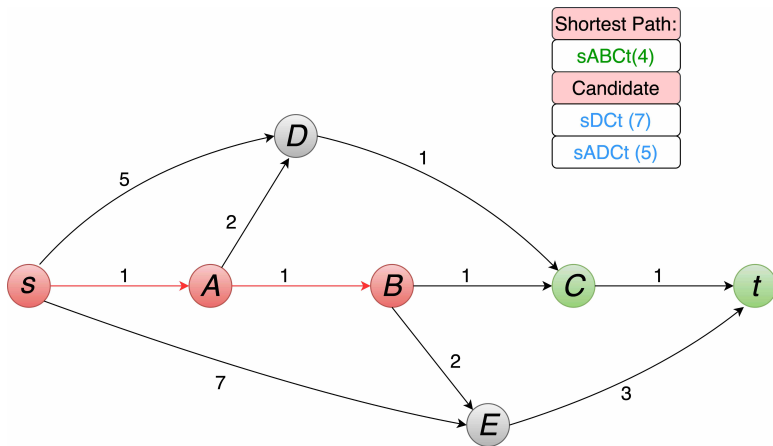 Shortest Path:
sABCt(4)
Candidate
sDCt (7)
sADCt (5)
D
5
1
2
s
1
A
1
B
1
C
1
t
2
7
3
E